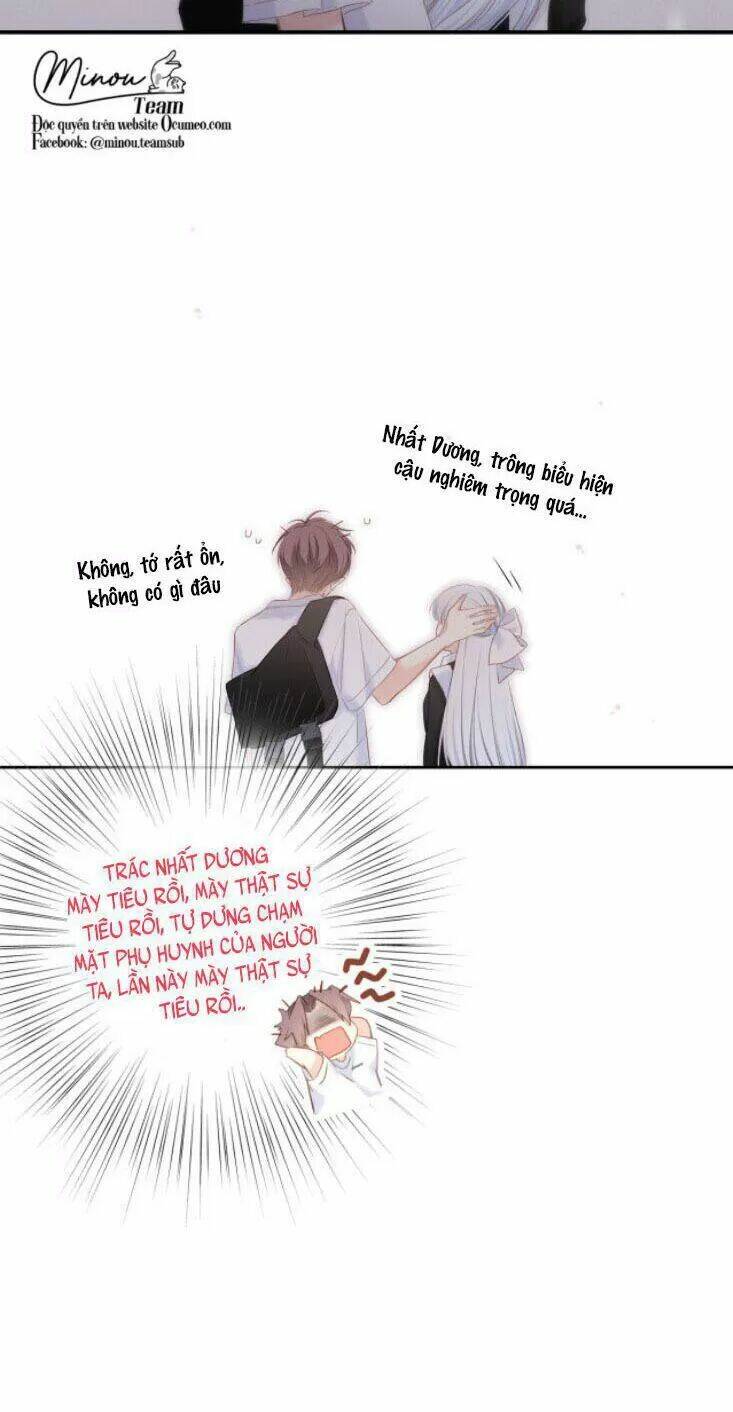 Minou
Team
Độc quyền trên website Ocumeo.com
Facebook: @minou.teamsub
Nhất Dương, trông biểu hiện
cậu nghiêm trọng quá...
Không, tớ rất ổn,
không có gì đâu
TRÁC NHẤT DƯƠNG
MÀY TIÊU RỒI, MÀY THẬT SỰ
TIÊU RỒI, TỰ DƯNG CHẠM
MẶT PHỤ HUYNH CỦA NGƯỜI
TA, LẦN NÀY MÀY THẬT SỰ
TIÊU RỒI..